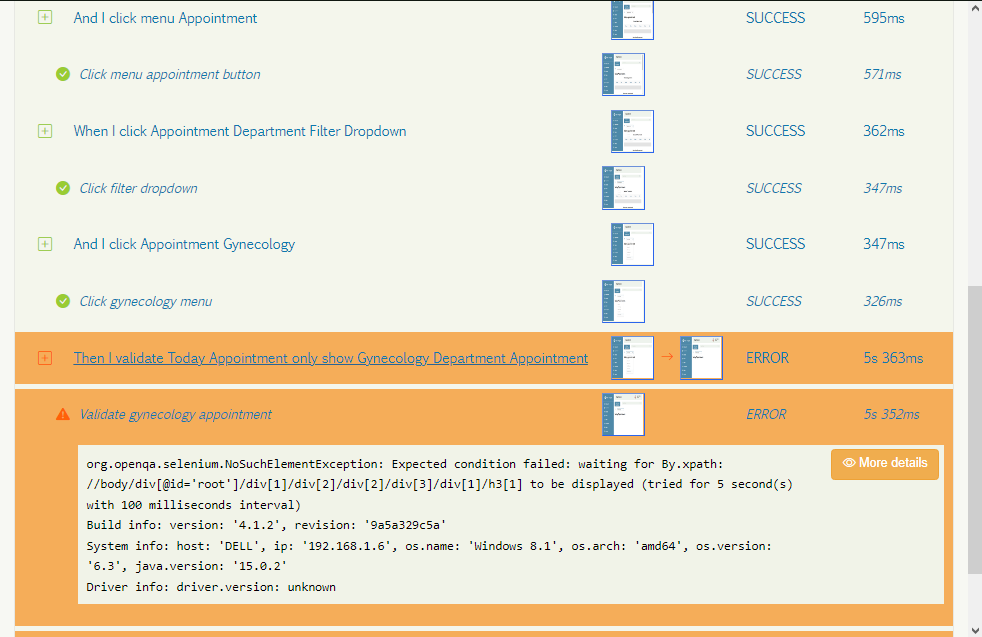 And I click menu Appointment SUCCESS 595ms
Click menu appointment button SUCCESS 571ms
When I click Appointment Department Filter Dropdown SUCCESS 362ms
Click filter dropdown SUCCESS 347ms
And I click Appointment Gynecology SUCCESS 347ms
Click gynecology menu SUCCESS 326ms
Then I validate Today Appointment only show Gynecology Department Appointment → ERROR 5s 363ms
Validate gynecology appointment ERROR 5s 352ms
org.openqa.selenium.NoSuchElementException: Expected condition failed: waiting for By.xpath:
//body/div[@id='root']/div[1]/div[2]/div[2]/div[3]/div[1]/h3[1] to be displayed (tried for 5 second(s)
with 100 milliseconds interval)
Build info: version: '4.1.2', revision: '9a5a329c5a'
System info: host: 'DELL', ip: '192.168.1.6', os.name: 'Windows 8.1', os.arch: 'amd64', os.version:
'6.3', java.version: '15.0.2'
Driver info: driver.version: unknown
More details